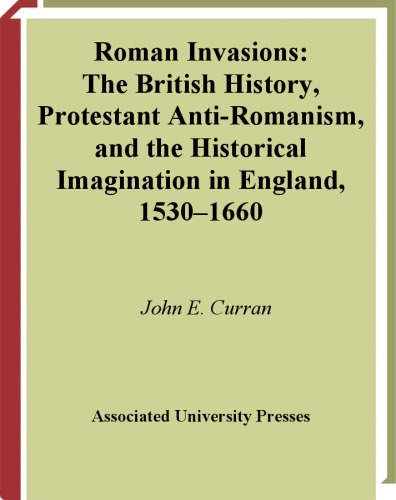 Roman Invasions:
The British History,
Protestant Anti-Romanism,
and the Historical
Imagination in England,
1530–1660
John E. Curran
Associated University Presses